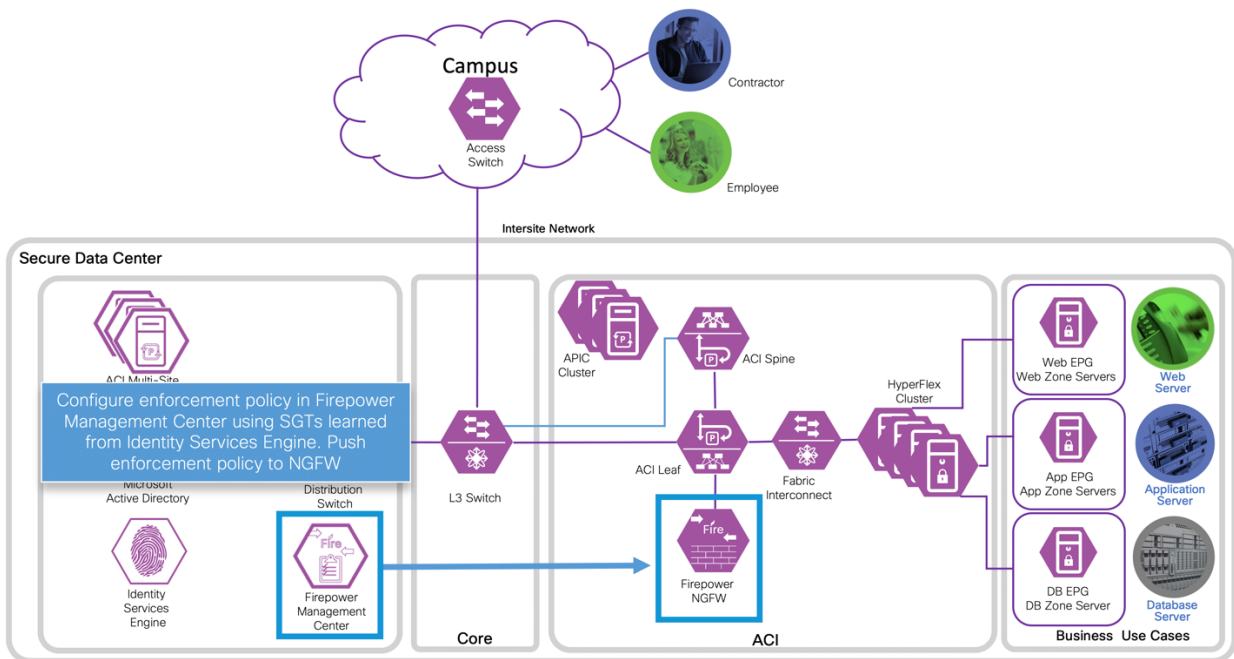 Campus
Access
Switch
Contractor
Employee
Intersite Network
Secure Data Center
ACI Multi-Site
Configure enforcement policy in Firepower
Management Center using SGTs learned
from Identity Services Engine. Push
enforcement policy to NGFW
Microsoft
Active Directory
Distribution
Switch
Identity
Services
Engine
Fire
Firepower
Management
Center
L3 Switch
Core
P
APIC
Cluster
P
ACI Spine
P
ACI Leaf
Fire
Firepower
NGFW
Fabric
Interconnect
ACI
HyperFlex
Cluster
Web EPG
Web Zone Servers
Web
Server
App EPG
App Zone Servers
Application
Server
DB EPG
DB Zone Server
Database
Server
Business Use Cases